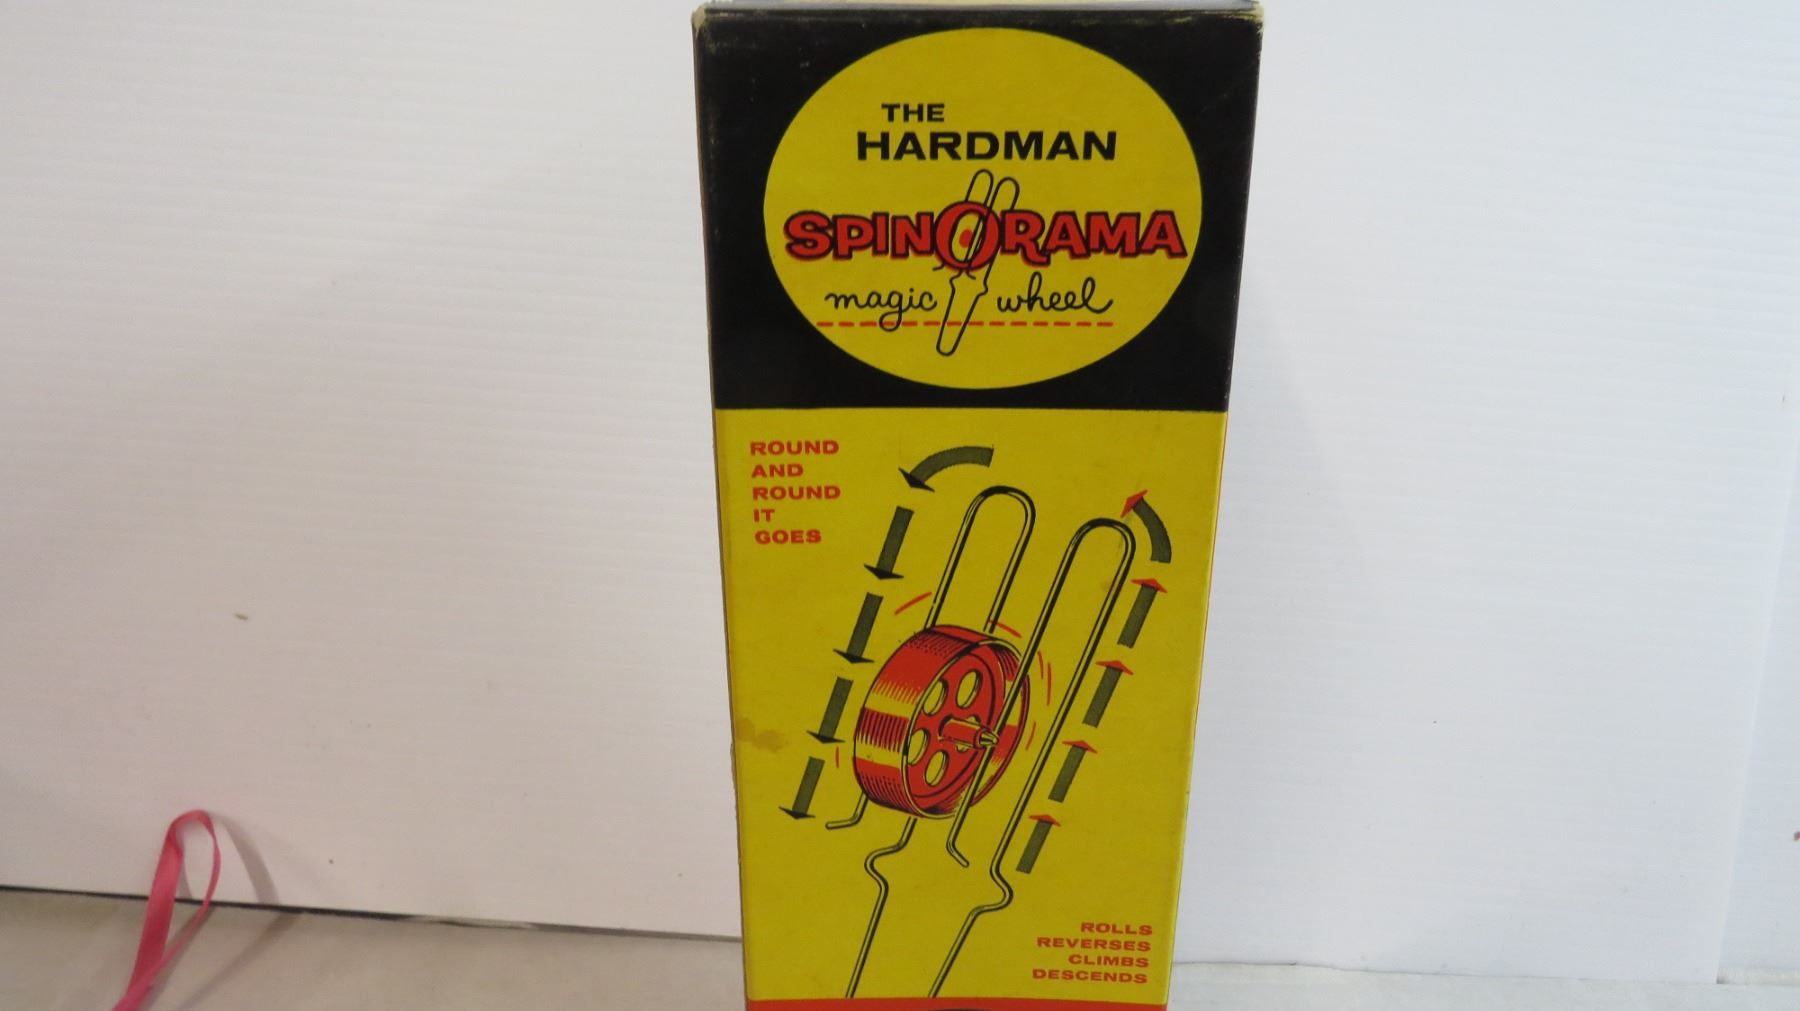 THE
HARDMAN
SPINORAMA
magic wheel
ROUND
AND
ROUND
IT
GOES
ROLLS
REVERSES
CLIMBS
DESCENDS